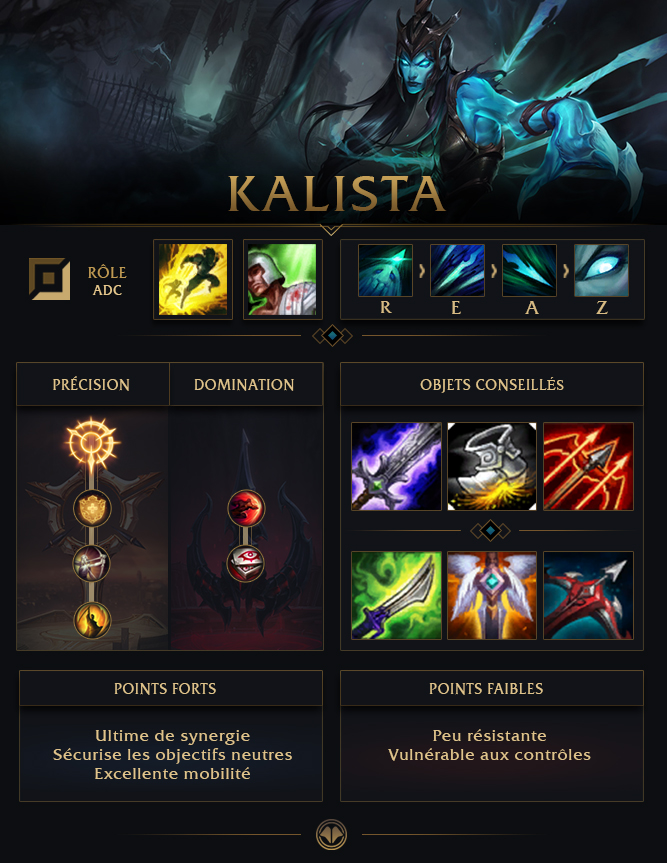 KALISTA
RÔLE
ADC
R
E
A
Z
PRÉCISION
DOMINATION
OBJETS CONSEILLÉS
POINTS FORTS
Ultime de synergie
Sécurise les objectifs neutres
Excellente mobilité
POINTS FAIBLES
Peu résistante
Vulnérable aux contrôles